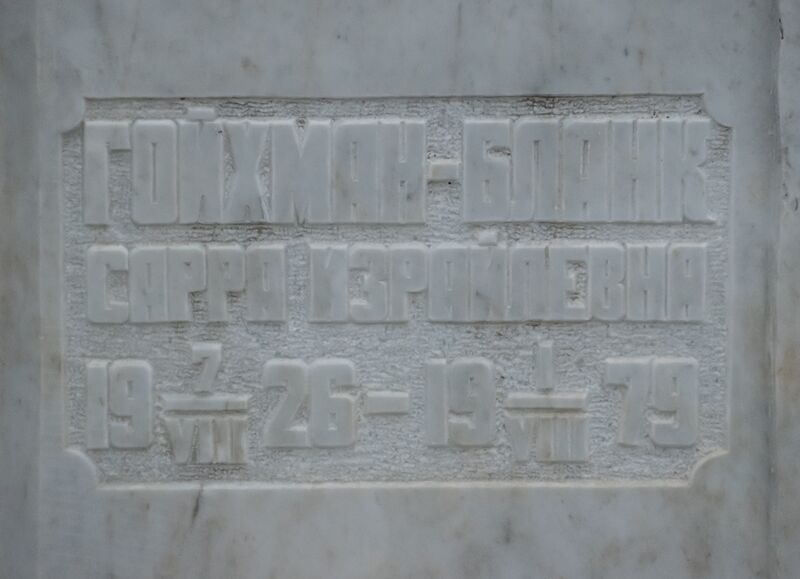 ГОЙХМАН-БЛАНК
САРРА ИЗРАЙЛЕВНА
19 7/VIII 26-19 1/VIII 79